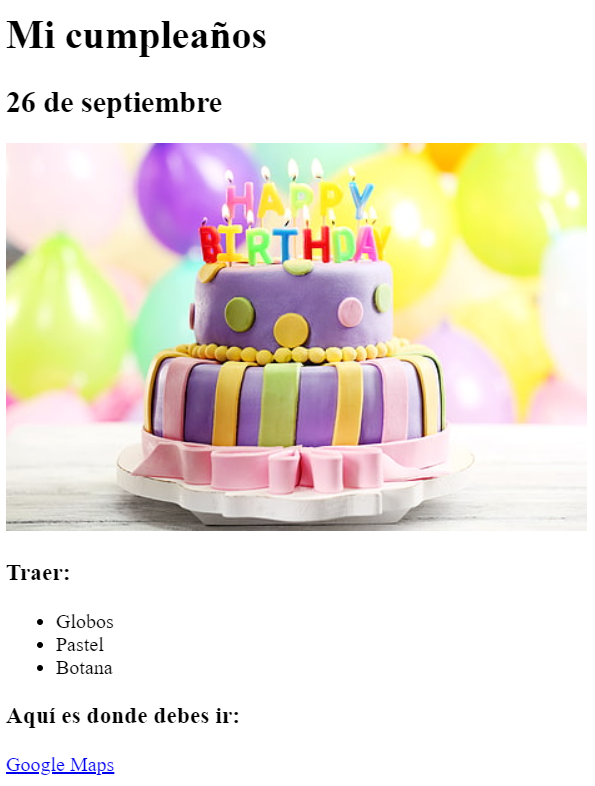 Mi cumpleaños
26 de septiembre
HAPPY
BIRTHDAY
Traer:
Globos
Pastel
Botana
Aquí es donde debes ir:
Google Maps